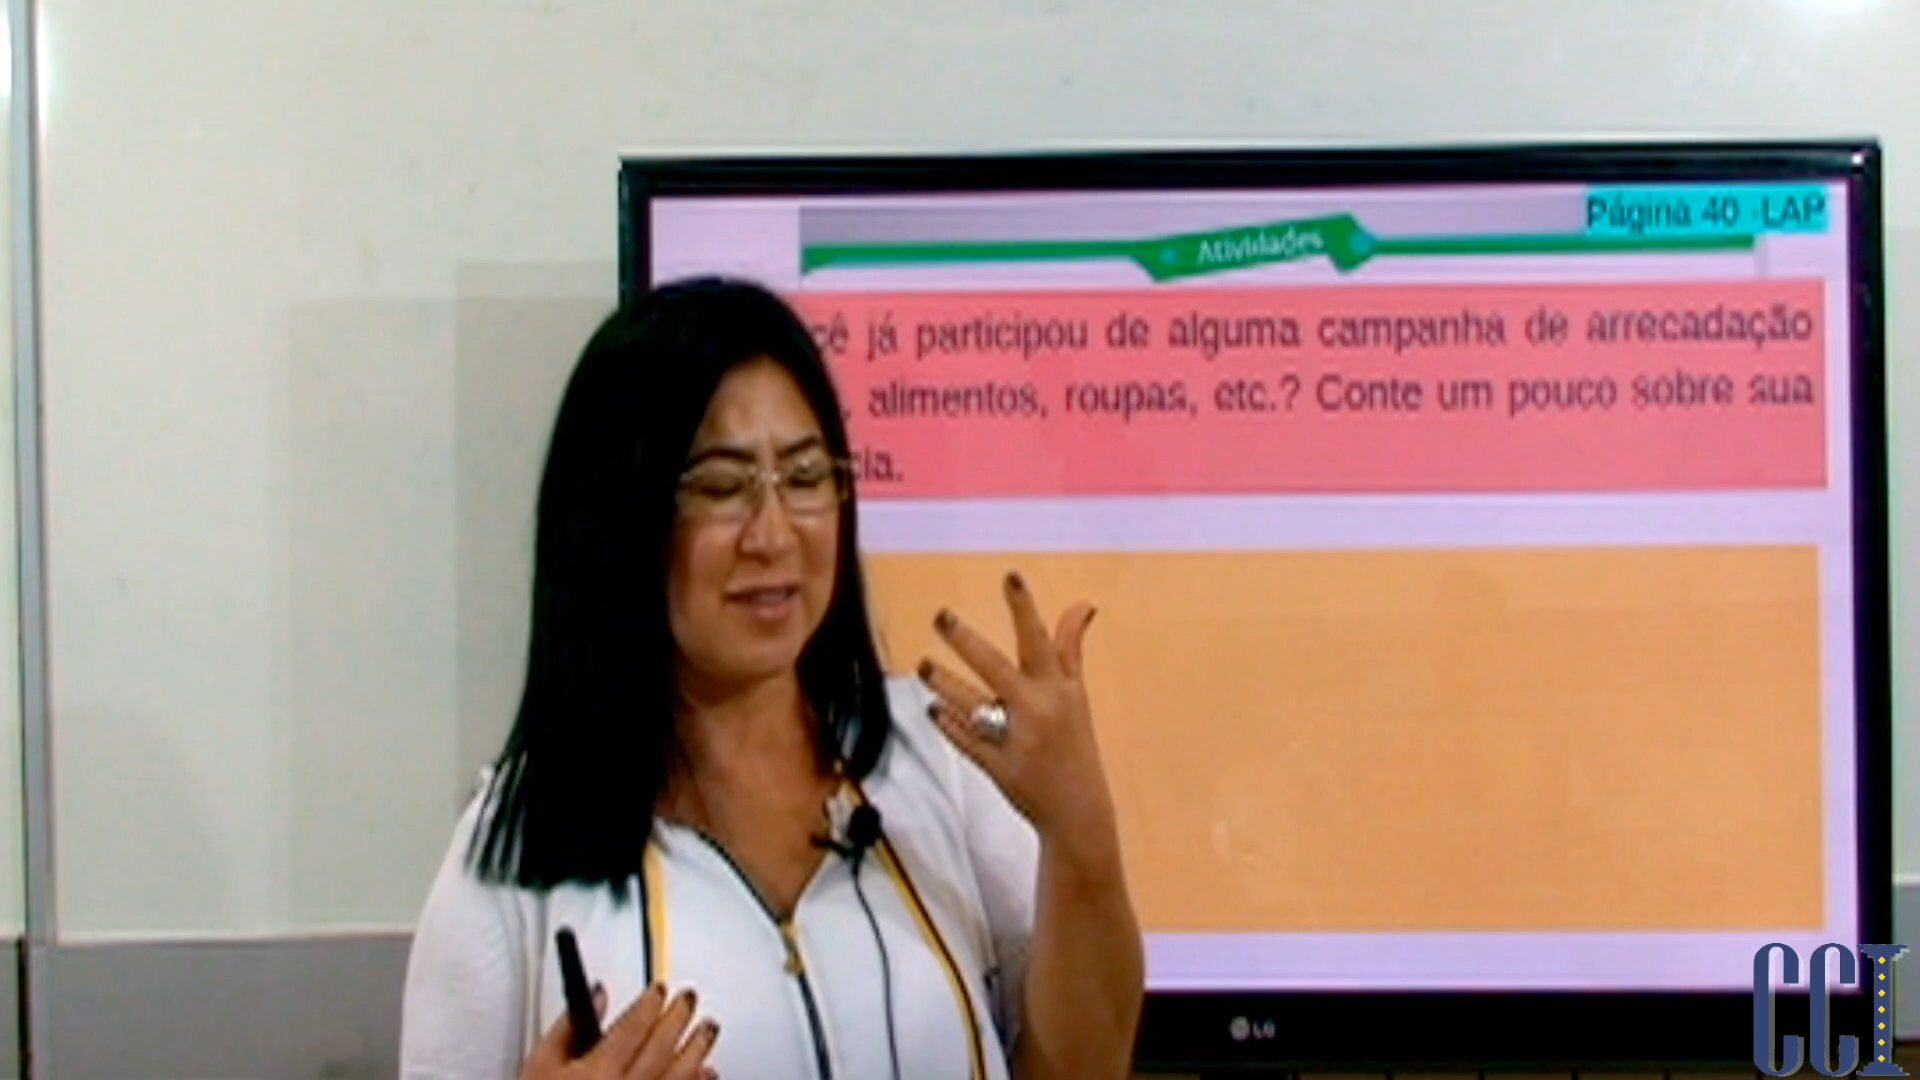 Página 40 -LAP
Atividades
cê já participou de alguma campanha de arrecadação
, alimentos, roupas, etc.? Conte um pouco sobre sua
cia.
LG
CCI